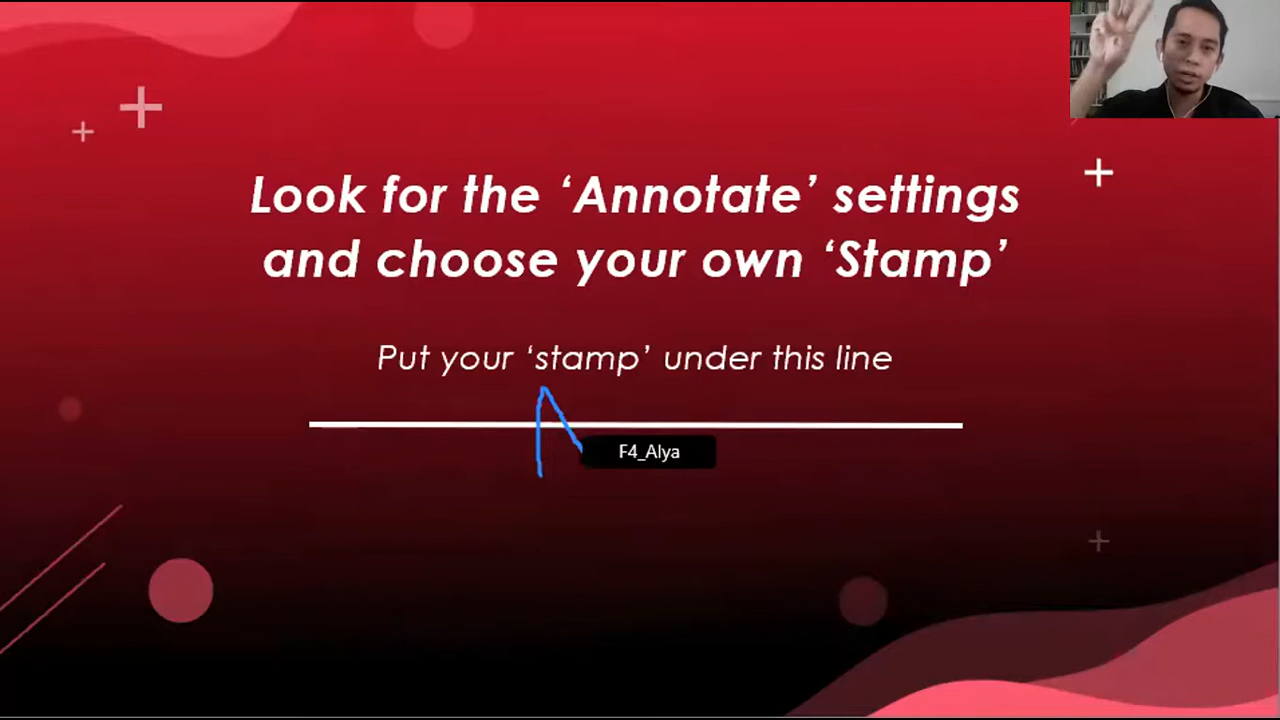 Look for the ‘Annotate’ settings
and choose your own ‘Stamp’
Put your ‘stamp’ under this line
F4_Alya